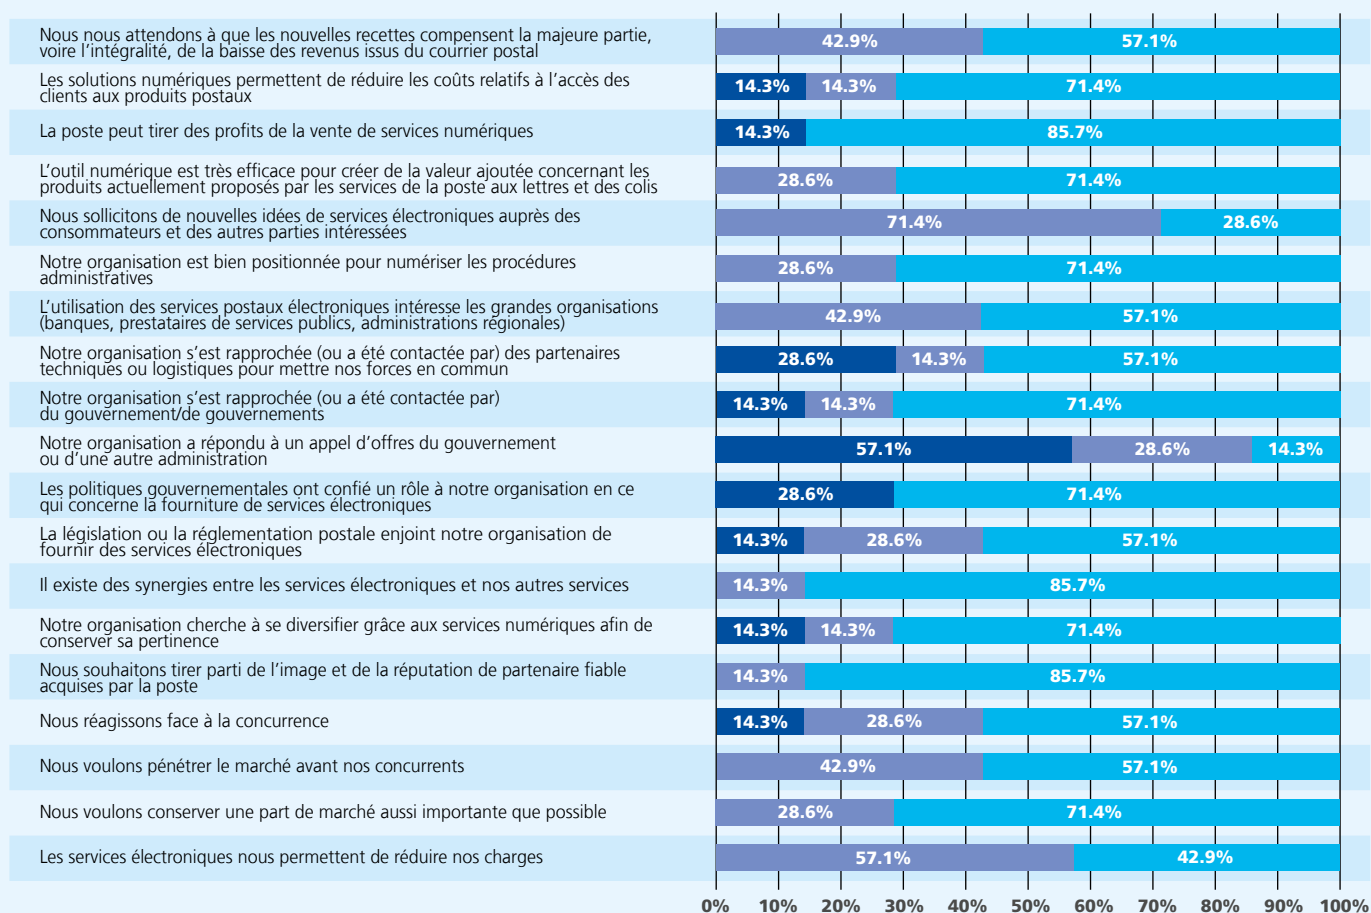 Nous nous attendons à que les nouvelles recettes compensent la majeure partie,
voire l’intégralité, de la baisse des revenus issus du courrier postal
42.9% 57.1%
Les solutions numériques permettent de réduire les coûts relatifs à l’accès des
clients aux produits postaux
14.3% 14.3% 71.4%
La poste peut tirer des profits de la vente de services numériques
14.3% 85.7%
L’outil numérique est très efficace pour créer de la valeur ajoutée concernant les
produits actuellement proposés par les services de la poste aux lettres et des colis
28.6% 71.4%
Nous sollicitons de nouvelles idées de services électroniques auprès des
consommateurs et des autres parties intéressées
71.4% 28.6%
Notre organisation est bien positionnée pour numériser les procédures
administratives
28.6% 71.4%
L’utilisation des services postaux électroniques intéresse les grandes organisations
(banques, prestataires de services publics, administrations régionales)
42.9% 57.1%
Notre organisation s’est rapprochée (ou a été contactée par) des partenaires
techniques ou logistiques pour mettre nos forces en commun
28.6% 14.3% 57.1%
Notre organisation s’est rapprochée (ou a été contactée par)
du gouvernement/de gouvernements
14.3% 14.3% 71.4%
Notre organisation a répondu à un appel d’offres du gouvernement
ou d’une autre administration
57.1% 28.6% 14.3%
Les politiques gouvernementales ont confié un rôle à notre organisation en ce
qui concerne la fourniture de services électroniques
28.6% 71.4%
La législation ou la réglementation postale enjoint notre organisation de
fournir des services électroniques
14.3% 28.6% 57.1%
Il existe des synergies entre les services électroniques et nos autres services
14.3% 85.7%
Notre organisation cherche à se diversifier grâce aux services numériques afin de
conserver sa pertinence
14.3% 14.3% 71.4%
Nous souhaitons tirer parti de l’image et de la réputation de partenaire fiable
acquises par la poste
14.3% 85.7%
Nous réagissons face à la concurrence
14.3% 28.6% 57.1%
Nous voulons pénétrer le marché avant nos concurrents
42.9% 57.1%
Nous voulons conserver une part de marché aussi importante que possible
28.6% 71.4%
Les services électroniques nous permettent de réduire nos charges
57.1% 42.9%
0% 10% 20% 30% 40% 50% 60% 70% 80% 90% 100%